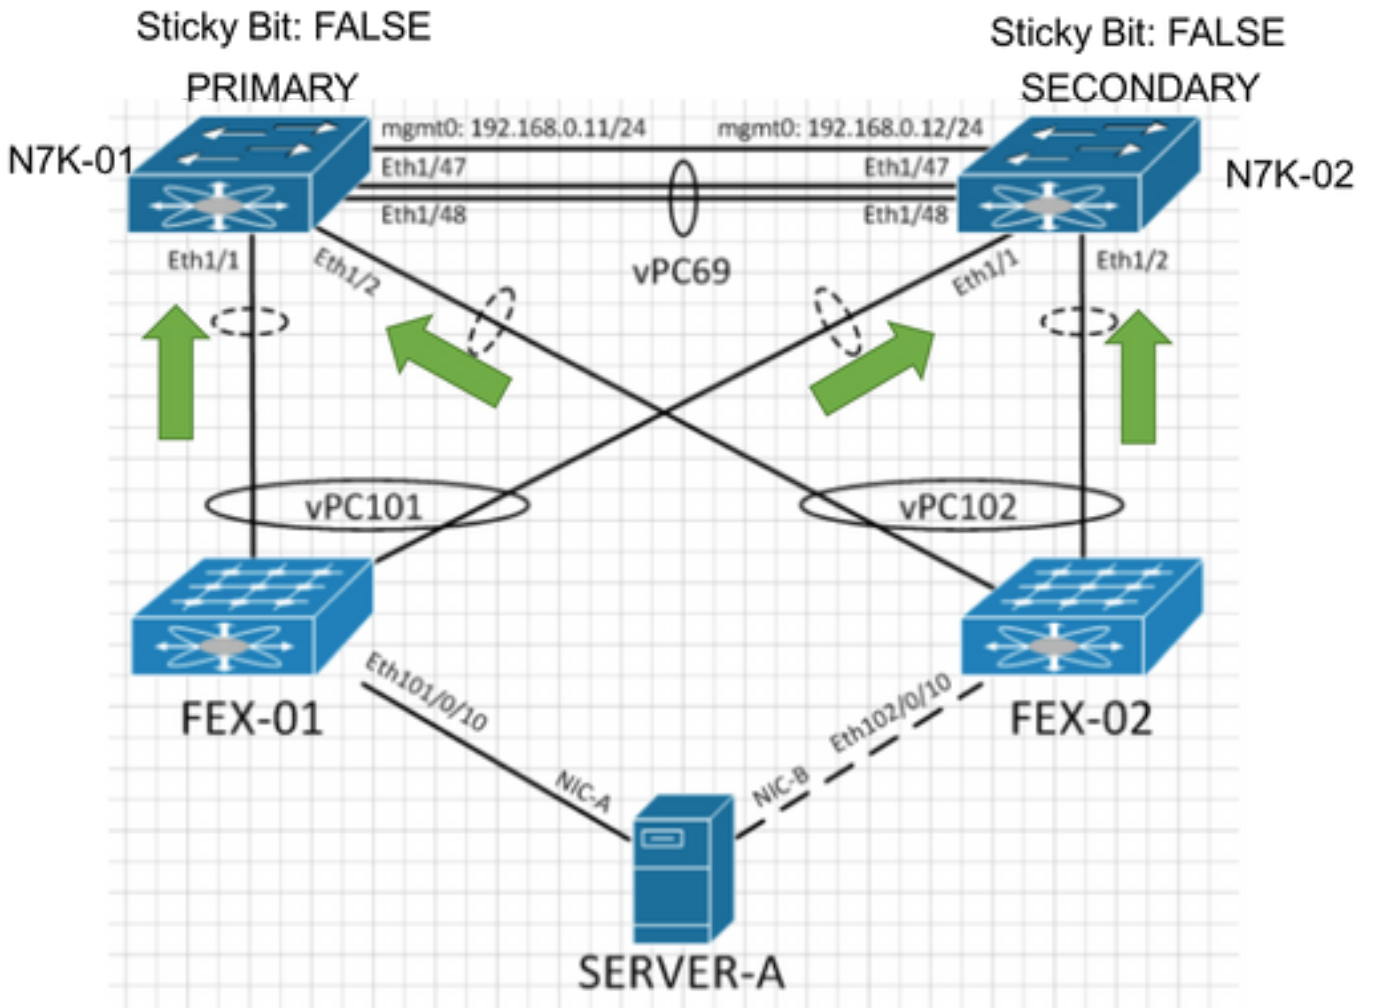 Sticky Bit: FALSE
Sticky Bit: FALSE
PRIMARY
SECONDARY
mgmt0: 192.168.0.11/24
mgmt0: 192.168.0.12/24
N7K-01
Eth1/47
Eth1/47
N7K-02
Eth1/48
Eth1/48
Eth1/1
Eth1/2
vPC69
Eth1/1
Eth1/2
vPC101
vPC102
Eth101/0/10
Eth102/0/10
FEX-01
FEX-02
NIC-A
NIC-B
SERVER-A